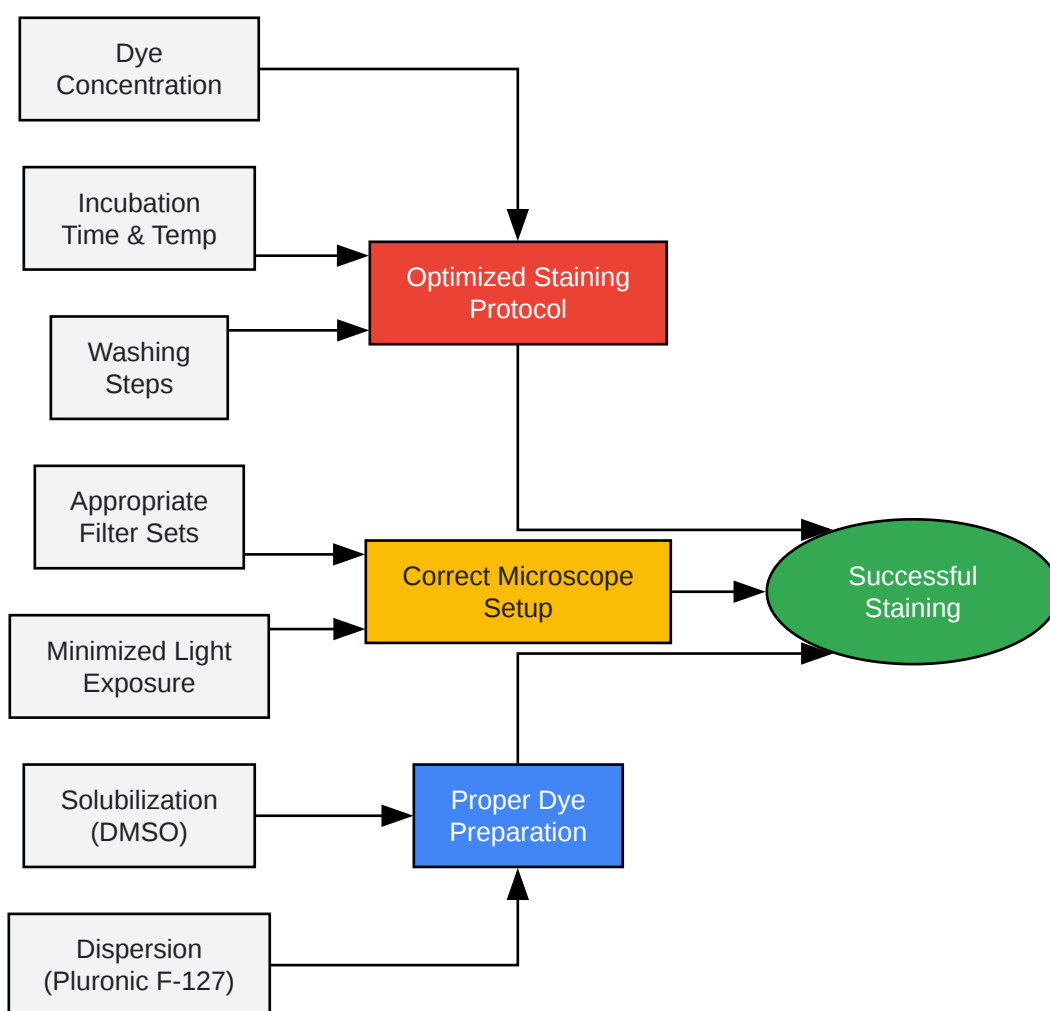 Dye
Concentration
Incubation
Time & Temp
Optimized Staining
Protocol
Washing
Steps
Appropriate
Filter Sets
Correct Microscope
Setup
Successful
Staining
Minimized Light
Exposure
Solubilization
(DMSO)
Proper Dye
Preparation
Dispersion
(Pluronic F-127)